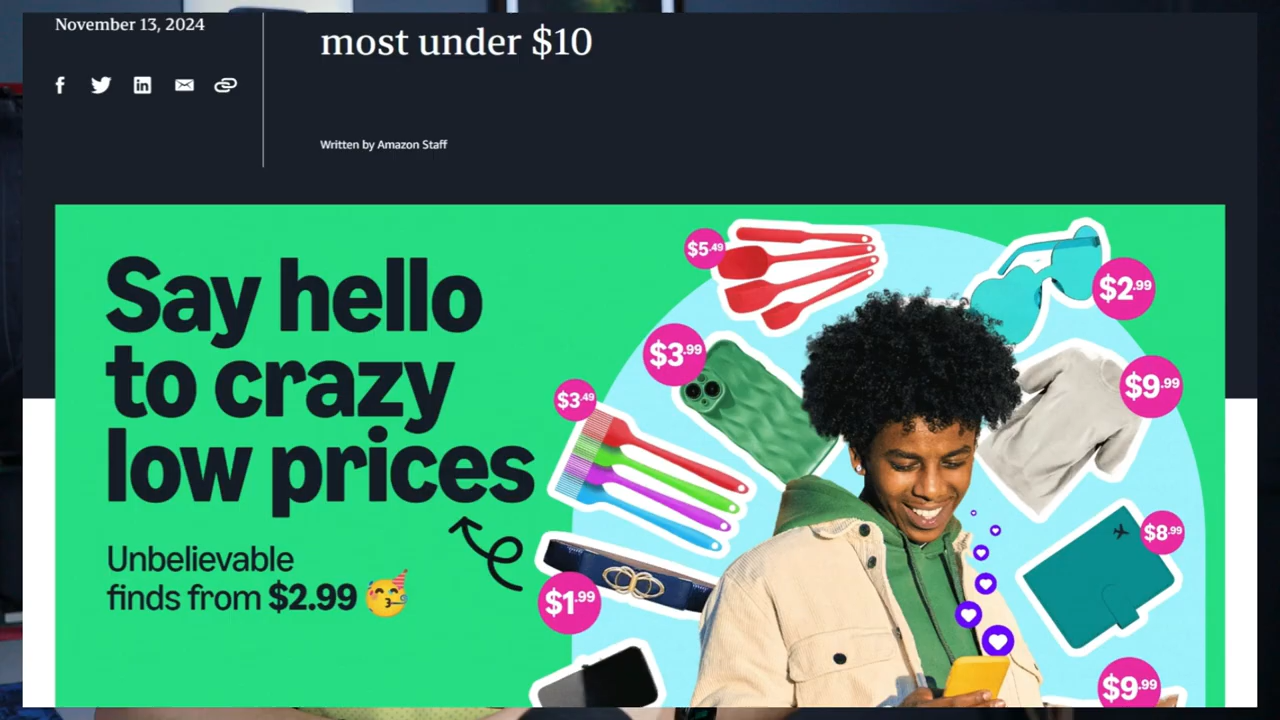 November 13, 2024
most under $10
Written by Amazon Staff
Say hello
to crazy
low prices
Unbelievable
finds from $2.99
$5.49
$2.99
$3.99
$9.99
$3.49
$8.99
$1.99
$9.99